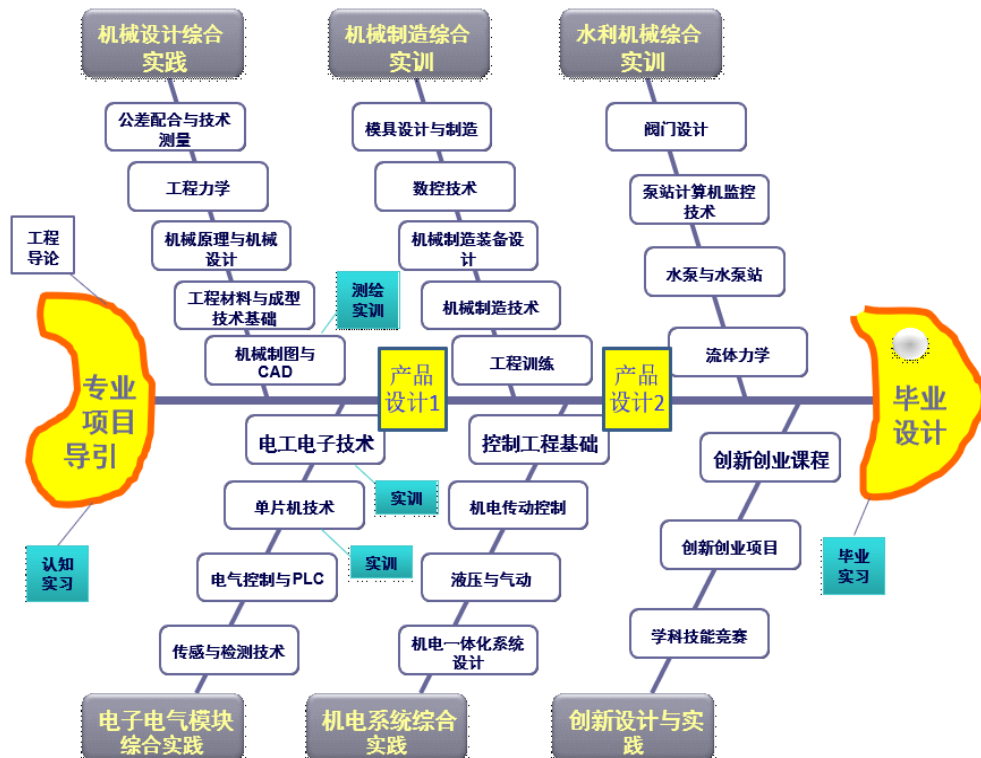 机械设计综合
实践
机械制造综合
实训
水利机械综合
实训
公差配合与技术
测量
模具设计与制造
阀门设计
工程力学
数控技术
泵站计算机监控
技术
工程
导论
机械原理与机械
设计
机械制造装备设
计
水泵与水泵站
工程材料与成型
技术基础
测绘
实训
机械制造技术
机械制图与
CAD
工程训练
流体力学
专业
项目
导引
产品
设计1
产品
设计2
毕业
设计
电工电子技术
控制工程基础
创新创业课程
实训
单片机技术
机电传动控制
创新创业项目
实训
认知
实习
电气控制与PLC
液压与气动
毕业
实习
传感与检测技术
机电一体化系统
设计
学科技能竞赛
电子电气模块
综合实践
机电系统综合
实践
创新设计与实
践